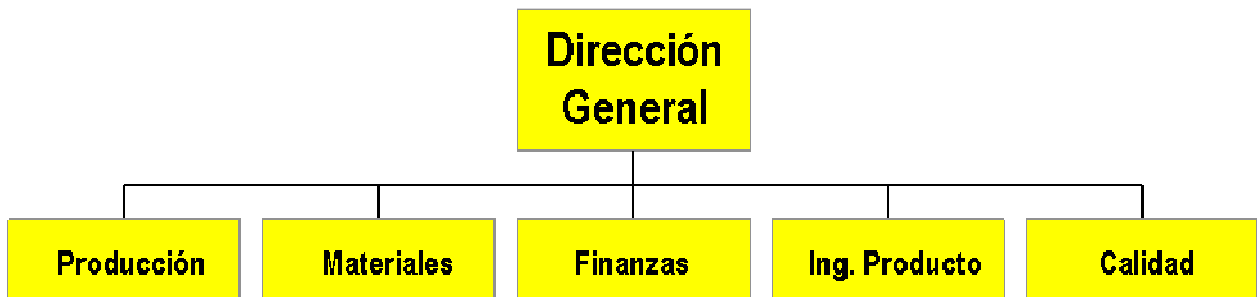 Dirección
General
Producción
Materiales
Finanzas
Ing. Producto
Calidad